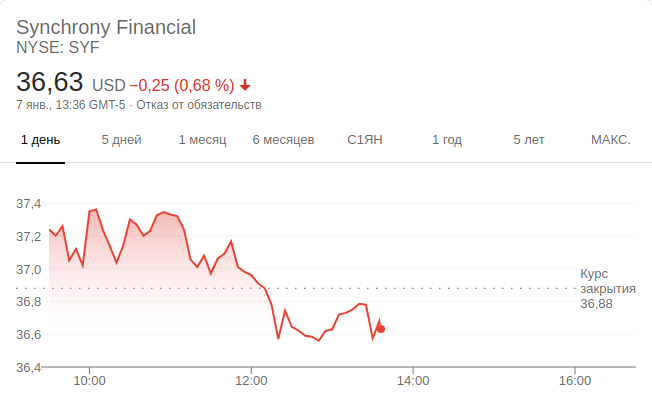 Synchrony Financial
NYSE: SYF
36,63 USD −0,25 (0,68 %)
7 янв., 13:36 GMT-5 · Отказ от обязательств
1 день 5 дней 1 месяц 6 месяцев С1ЯН 1 год 5 лет МАКС.
37,4
37,2
37,0
36,8
36,6
36,4
Курс
закрытия
36,88
10:00 12:00 14:00 16:00